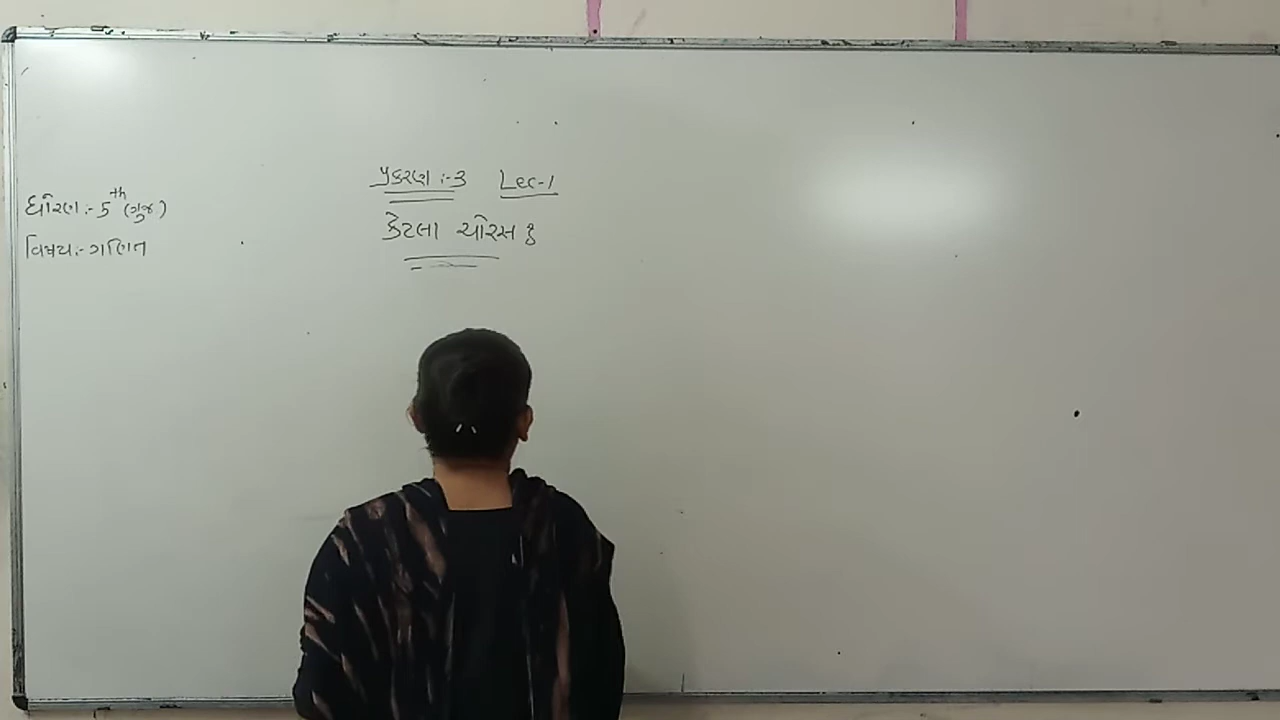 પ્રકરણ :- 3 Lec-1
કેટલા ચોરસ ?
ધોરણ :- 5th (ગુજ)
વિષય :- ગણિત